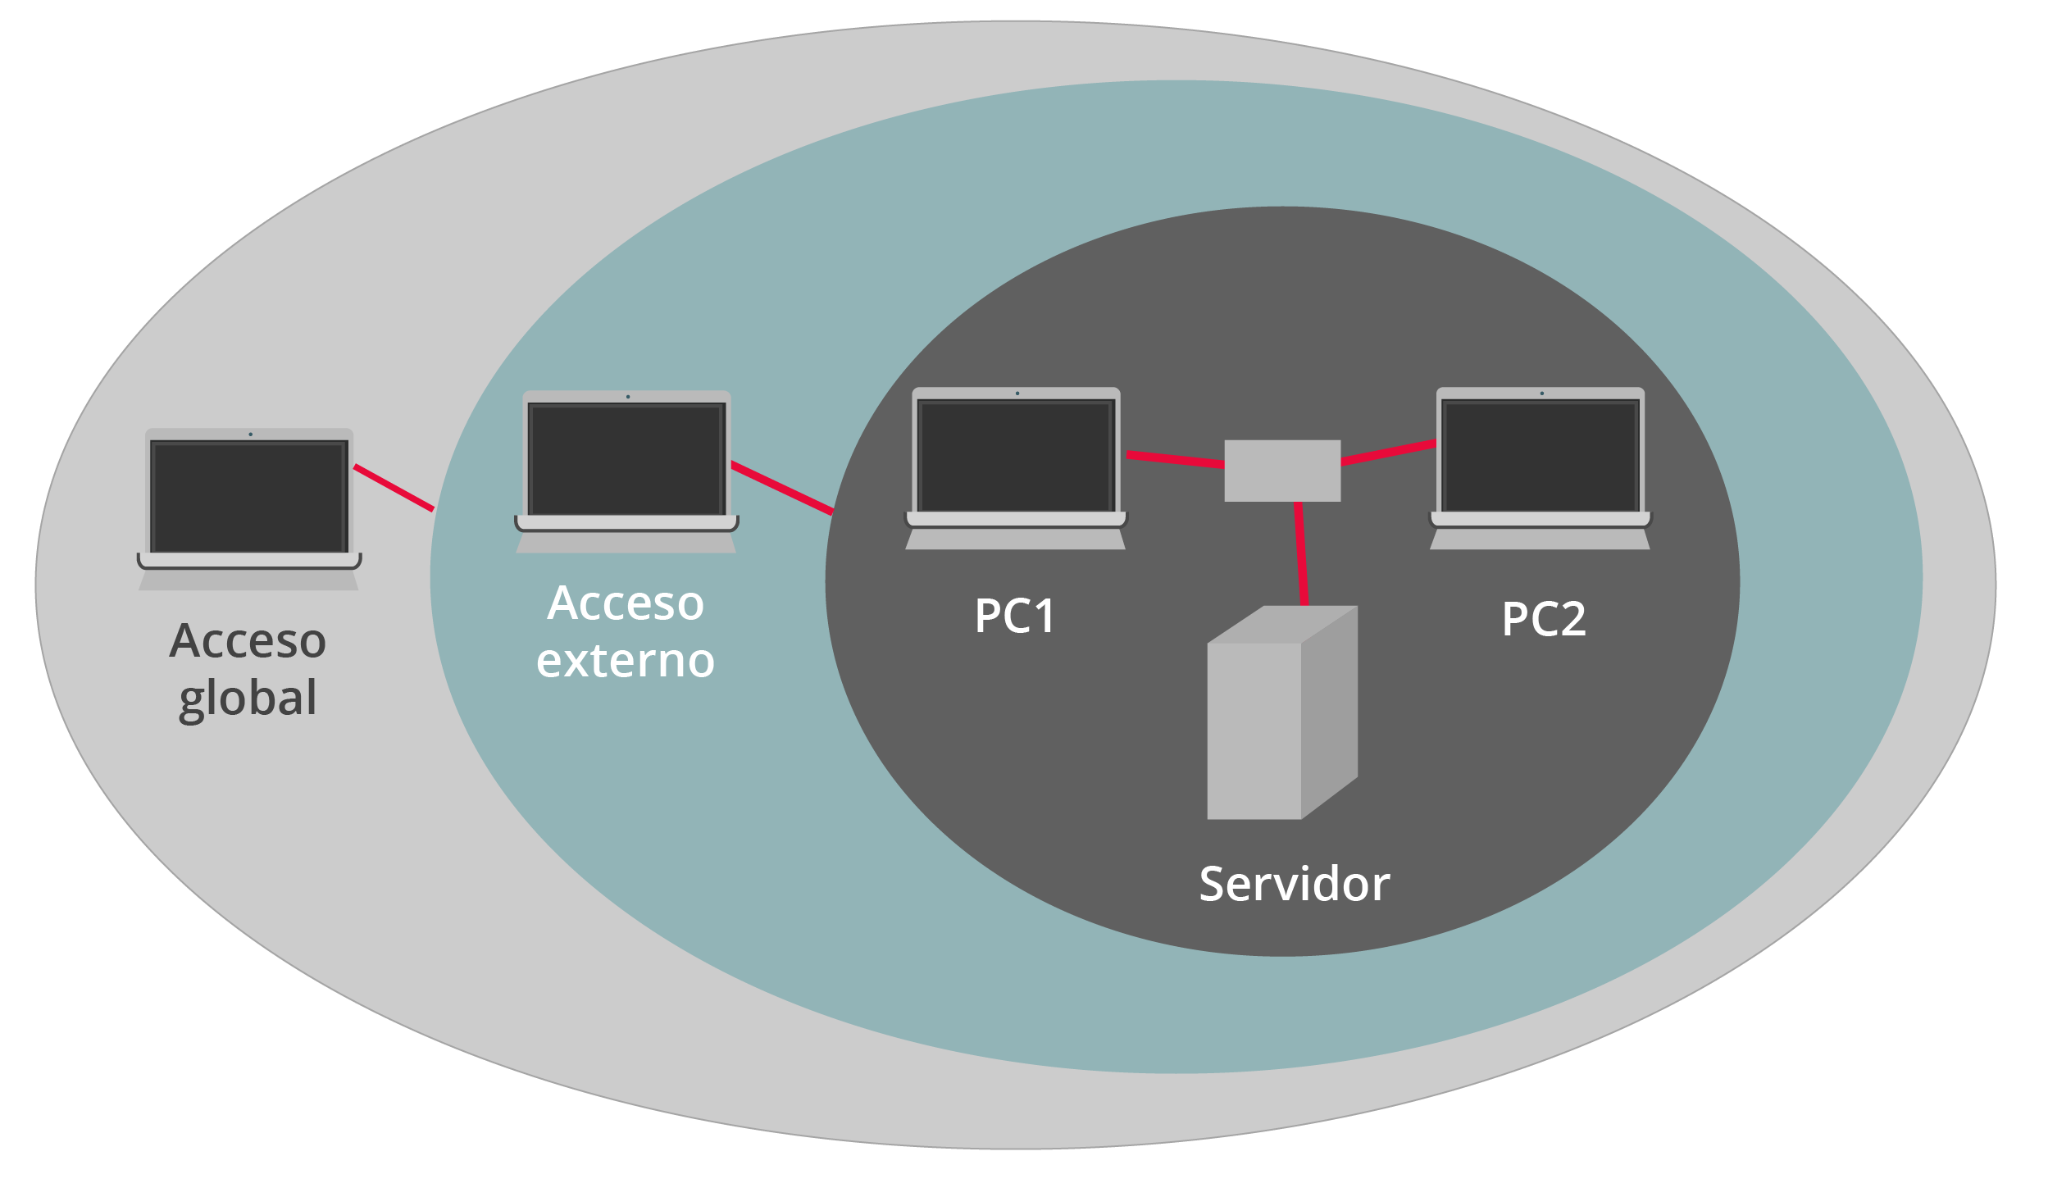 Acceso
global
Acceso
externo
PC1
PC2
Servidor